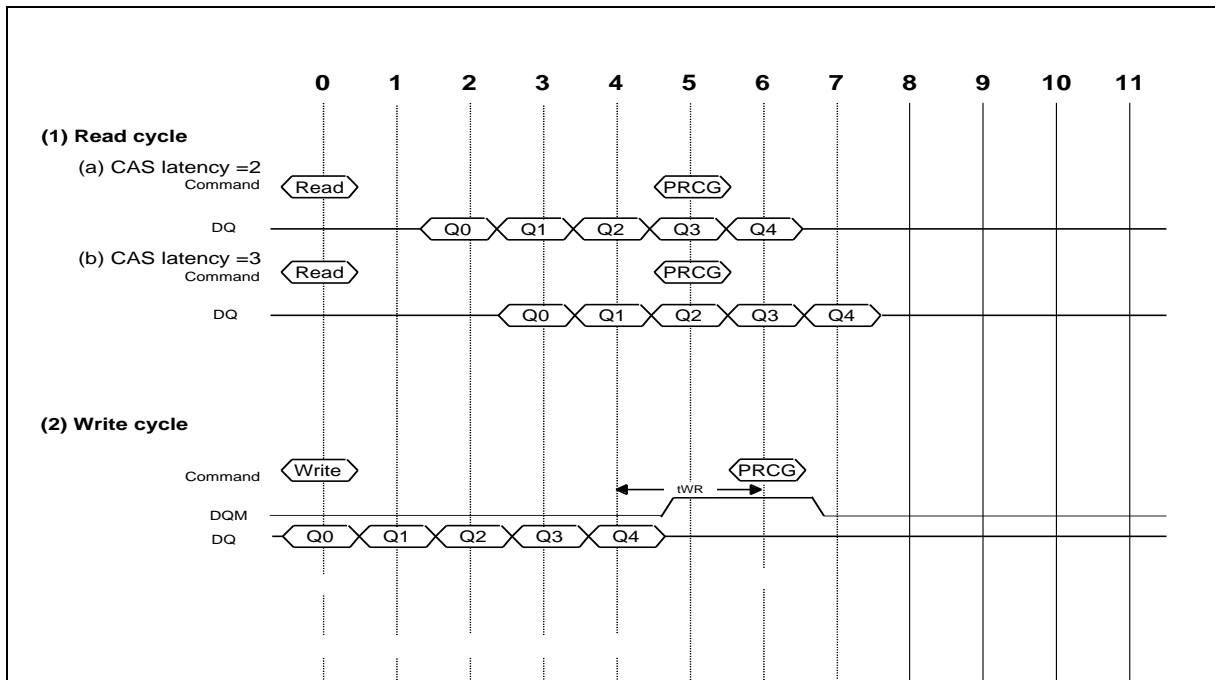 0 1 2 3 4 5 6 7 8 9 10 11
(1) Read cycle
(a) CAS latency =2
Command Read PRCG
DQ Q0 Q1 Q2 Q3 Q4
(b) CAS latency =3
Command Read PRCG
DQ Q0 Q1 Q2 Q3 Q4
(2) Write cycle
Command Write PRCG
tWR
DQM
DQ Q0 Q1 Q2 Q3 Q4